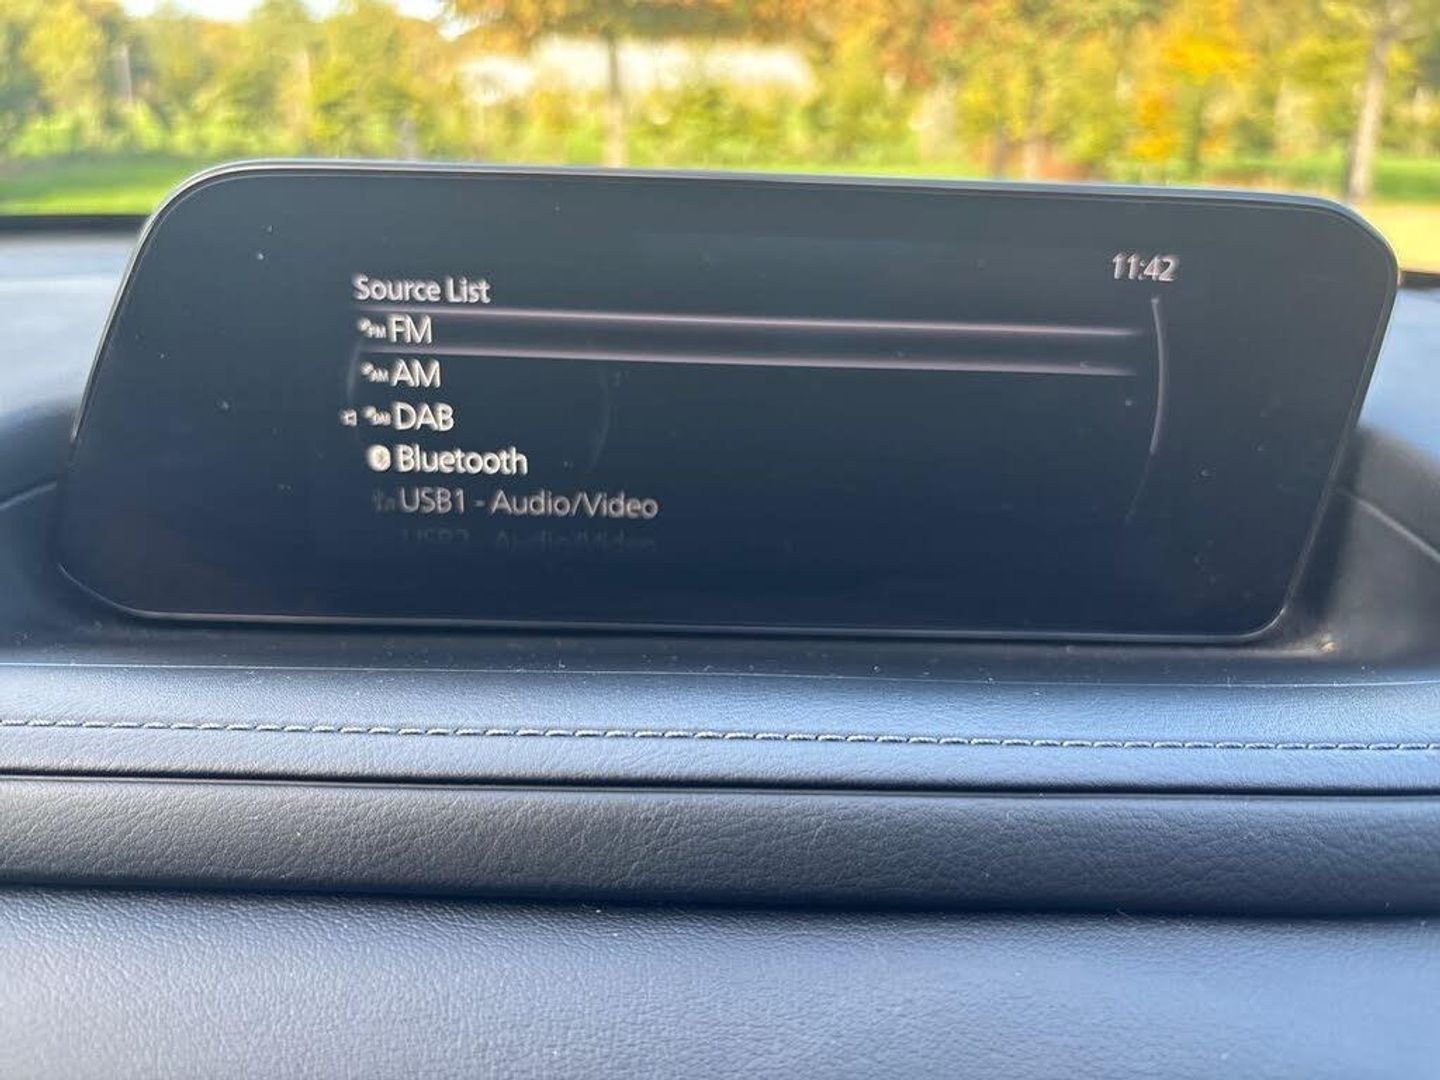 11:42
Source List
FM
AM
DAB
Bluetooth
USB1 - Audio/Video